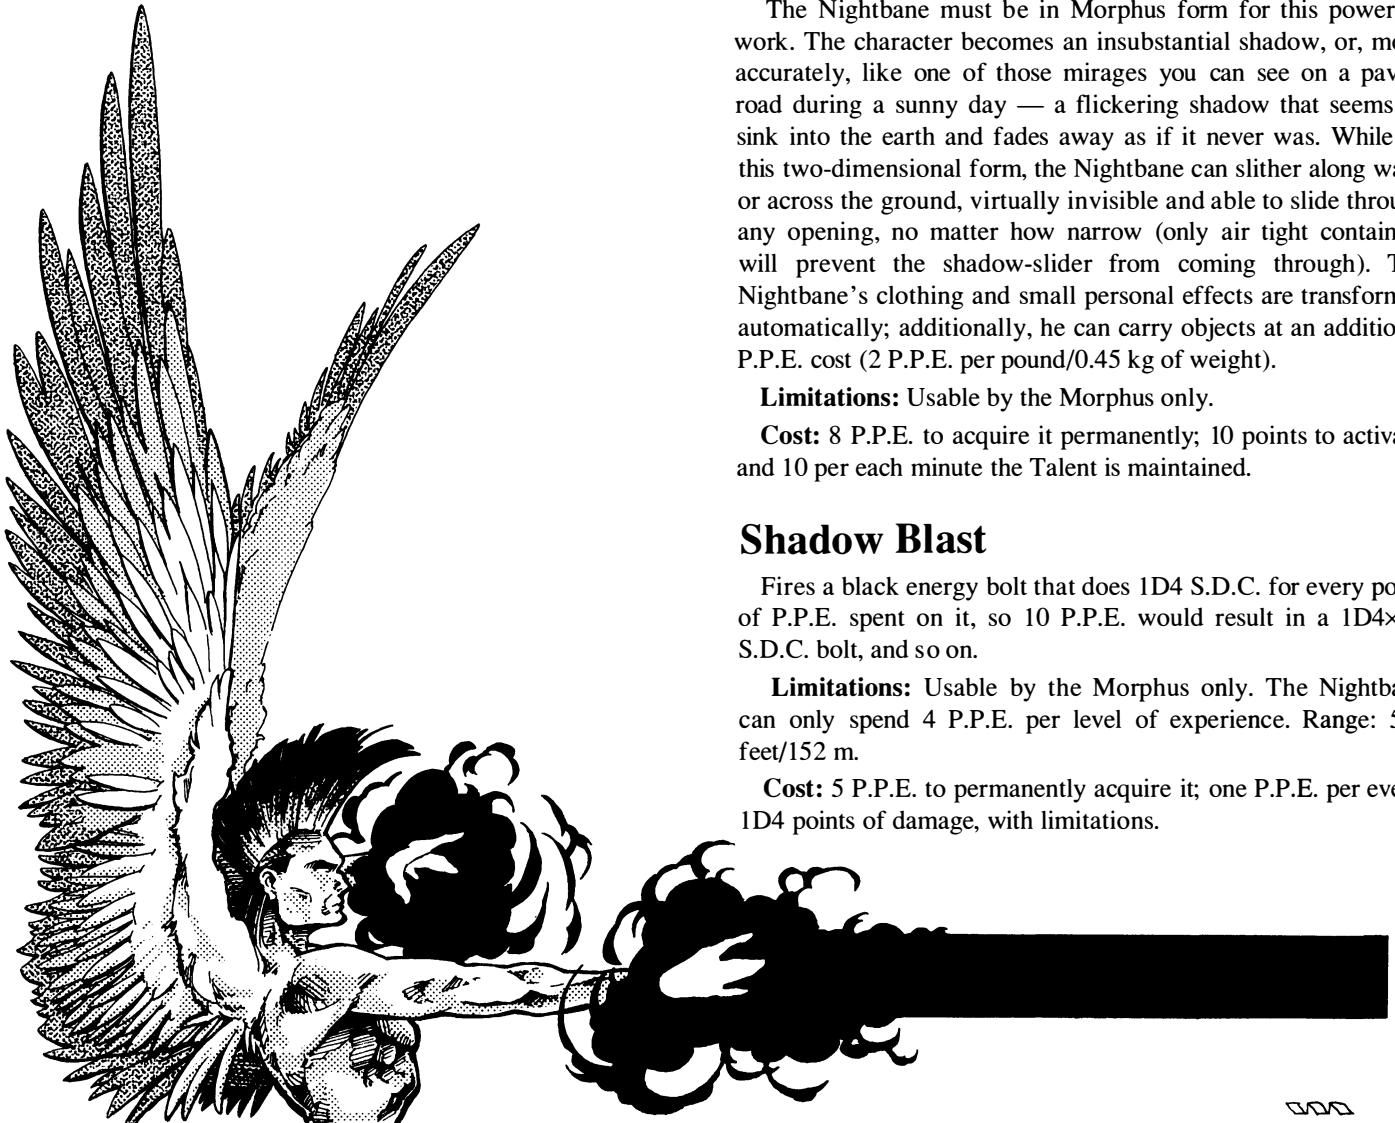 The Nightbane must be in Morphus form for this power
work. The character becomes an insubstantial shadow, or,
accurately, like one of those mirages you can see on a
road during a sunny day — a flickering shadow that seems
sink into the earth and fades away as if it never was. While
this two-dimensional form, the Nightbane can slither along
or across the ground, virtually invisible and able to slide
any opening, no matter how narrow (only air tight
will prevent the shadow-slider from coming through).
Nightbane's clothing and small personal effects are
automatically; additionally, he can carry objects at an
P.P.E. cost (2 P.P.E. per pound/0.45 kg of weight).
Limitations: Usable by the Morphus only.
Cost: 8 P.P.E. to acquire it permanently; 10 points to
and 10 per each minute the Talent is maintained.
Shadow Blast
Fires a black energy bolt that does 1D4 S.D.C. for every
of P.P.E. spent on it, so 10 P.P.E. would result in a 1D4×
S.D.C. bolt, and so on.
Limitations: Usable by the Morphus only. The
can only spend 4 P.P.E. per level of experience. Range:
feet/152 m.
Cost: 5 P.P.E. to permanently acquire it; one P.P.E. per
1D4 points of damage, with limitations.